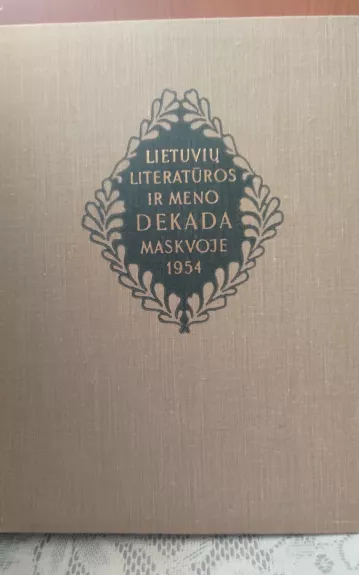 LIETUVIŲ
LITERATŪROS
IR MENO
DEKADA
MASKVOJE
1954